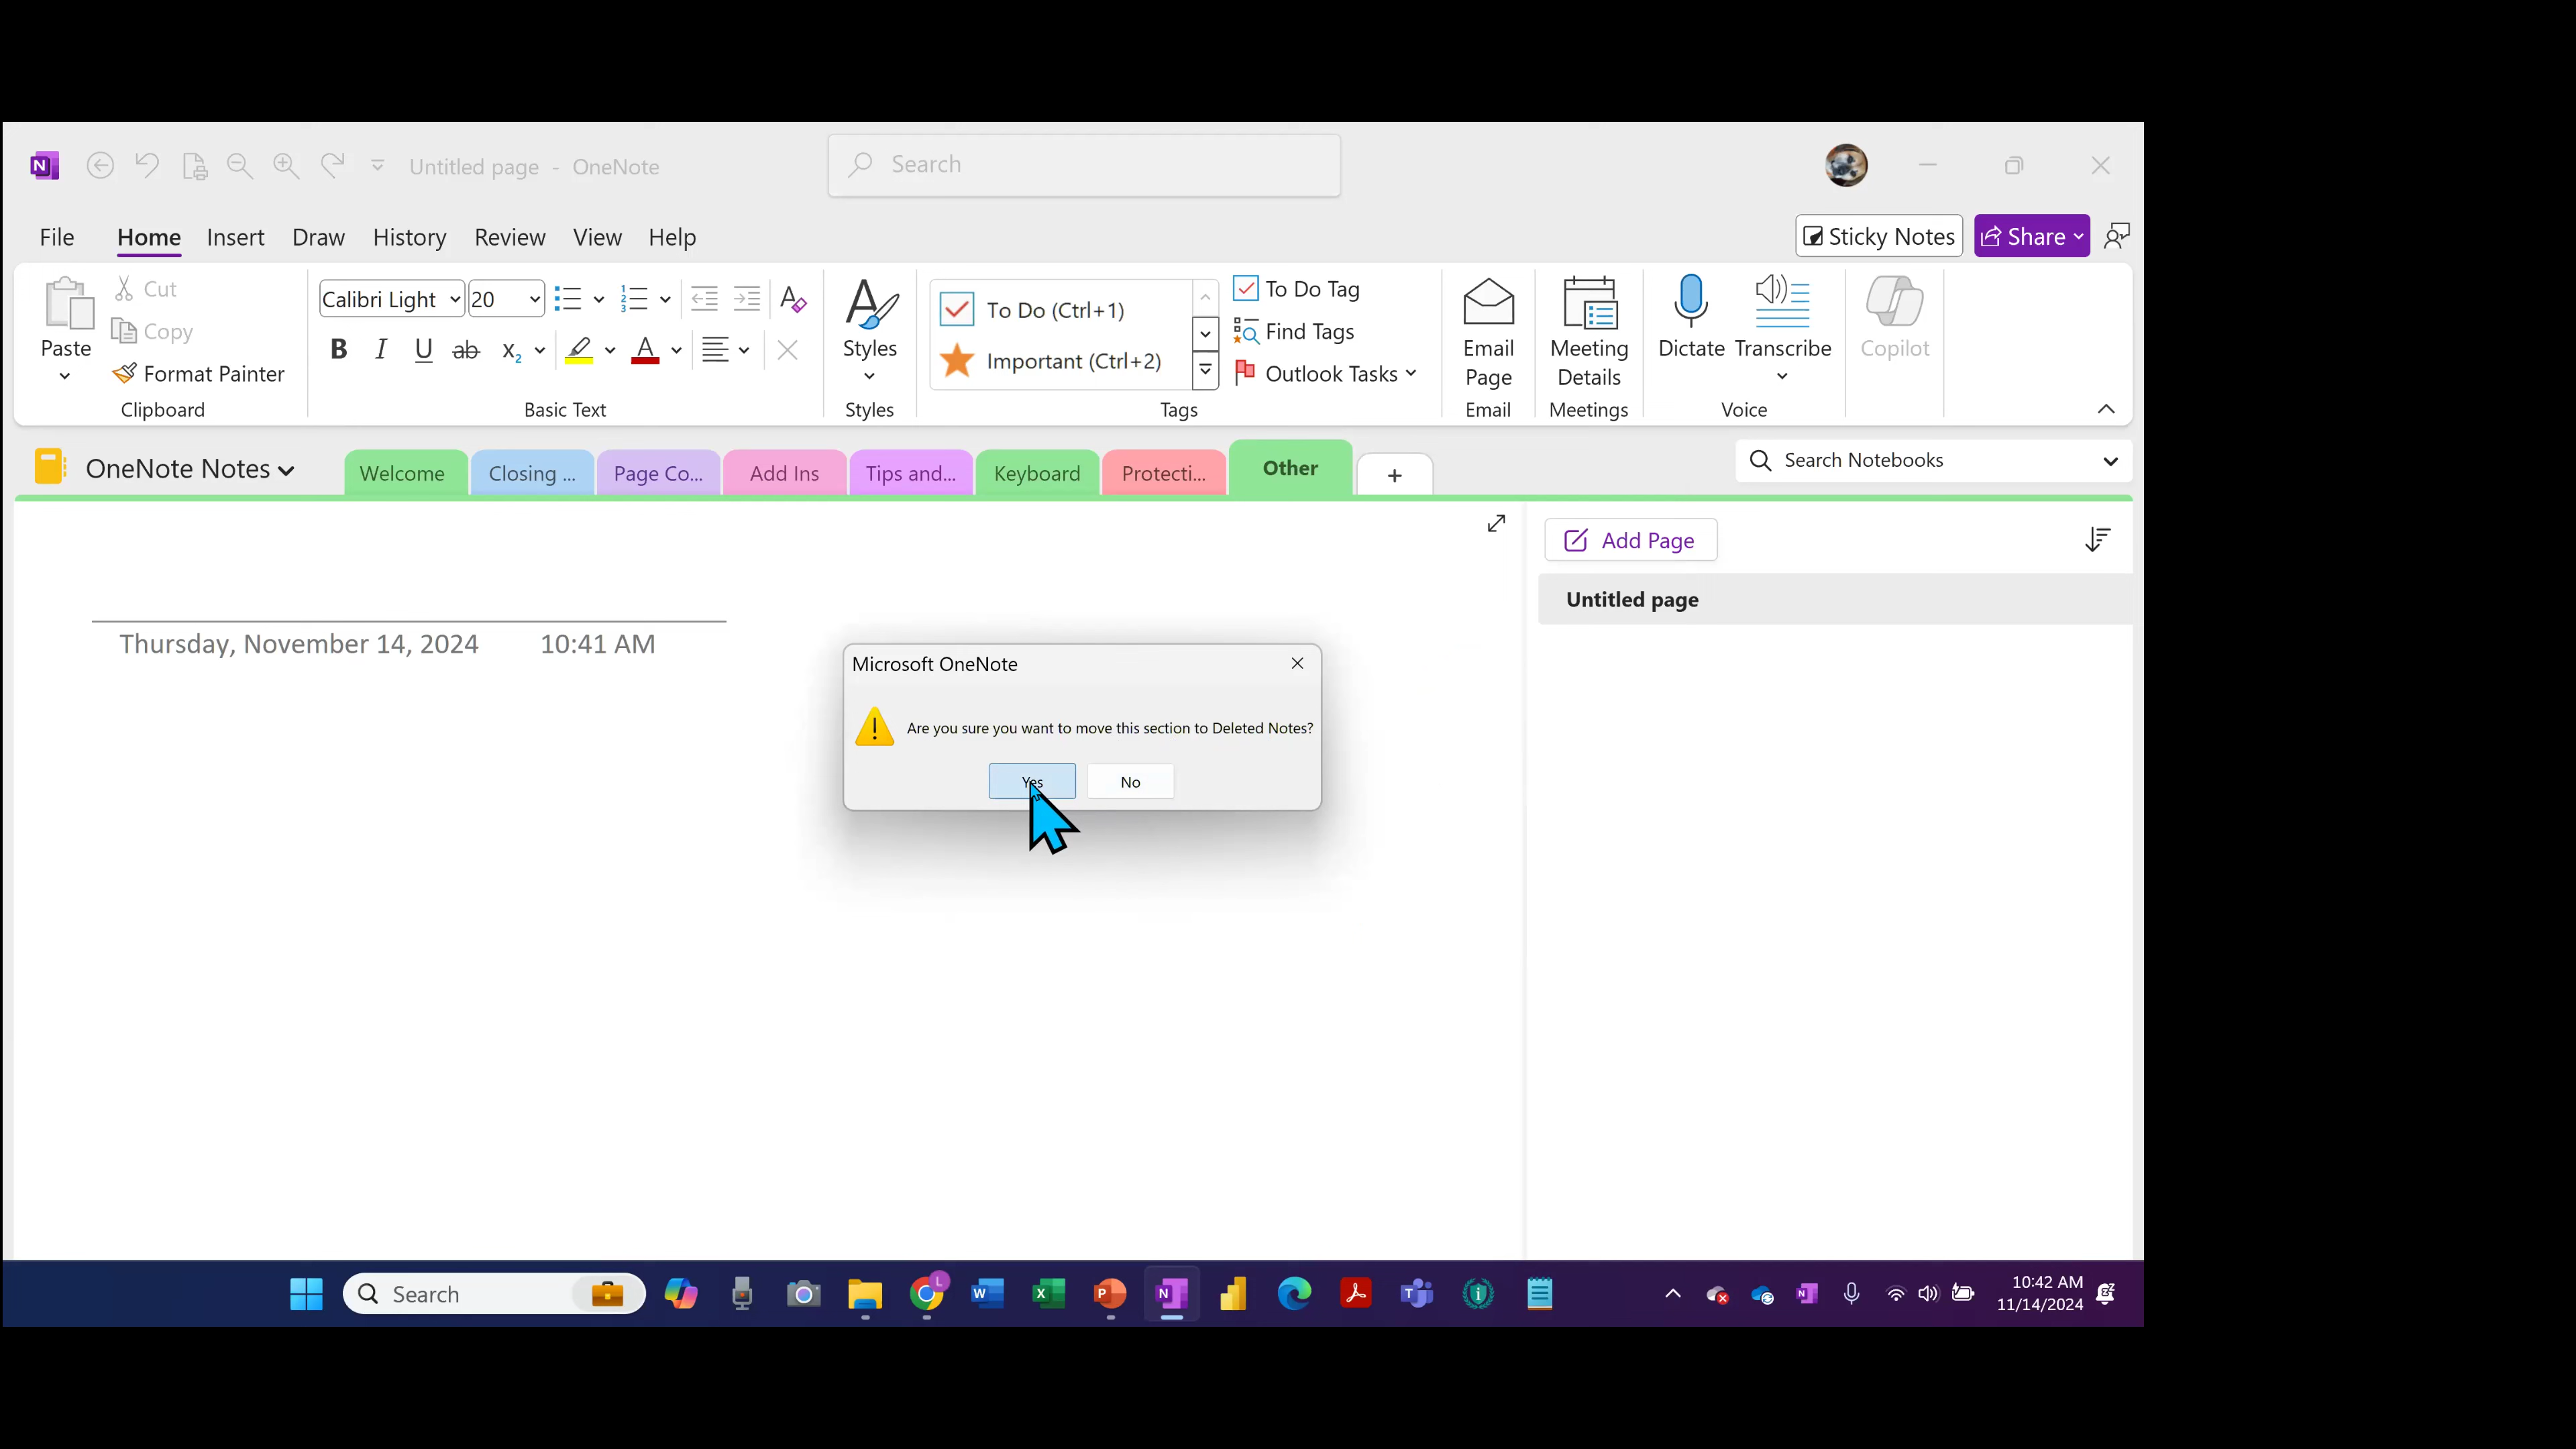 Untitled page - OneNote
Search
File Home Insert Draw History Review View Help
Sticky Notes
Share
Paste
Cut
Copy
Format Painter
Clipboard
Calibri Light 20
Basic Text
Styles
Styles
To Do (Ctrl+1)
Important (Ctrl+2)
To Do Tag
Find Tags
Outlook Tasks
Tags
Email
Page
Email
Meeting
Details
Meetings
Dictate
Transcribe
Voice
Copilot
OneNote Notes
Welcome
Closing ...
Page Co...
Add Ins
Tips and...
Keyboard
Protecti...
Other
Search Notebooks
Add Page
Untitled page
Thursday, November 14, 2024 10:41 AM
Microsoft OneNote
Are you sure you want to move this section to Deleted Notes?
Yes
No
Search
10:42 AM
11/14/2024